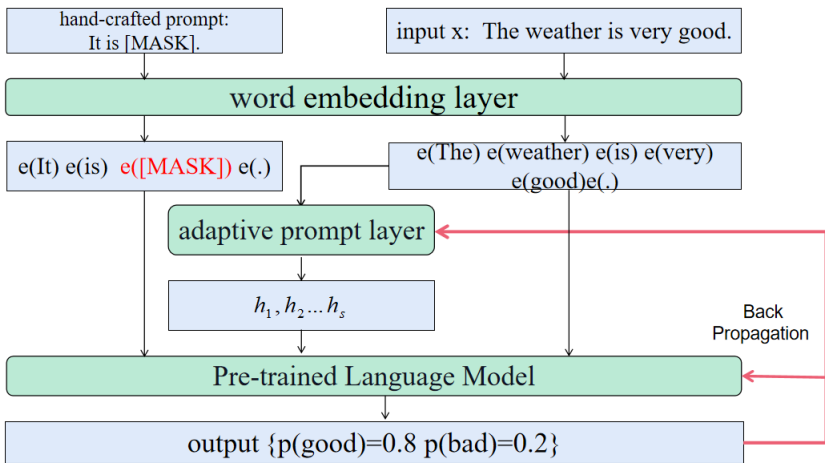 hand-crafted prompt:
It is [MASK].
input x: The weather is very good.
word embedding layer
e(It) e(is) e([MASK]) e(.)
e(The) e(weather) e(is) e(very)
e(good)e(.)
adaptive prompt layer
h₁, h₂...hₛ
Back
Propagation
Pre-trained Language Model
output {p(good)=0.8 p(bad)=0.2}